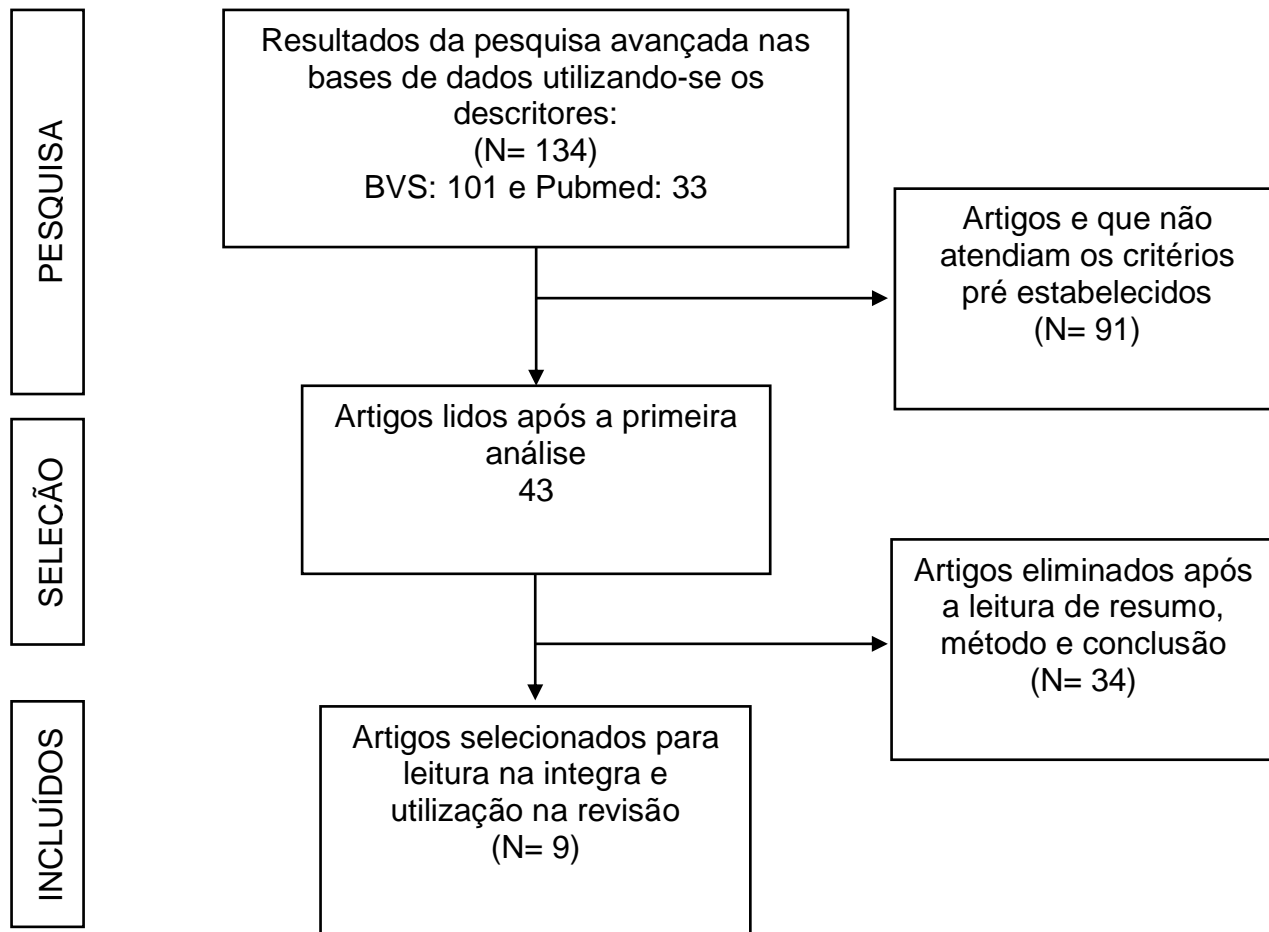 PESQUISA
Resultados da pesquisa avançada nas
bases de dados utilizando-se os
descritores:
(N= 134)
BVS: 101 e Pubmed: 33
Artigos e que não
atendiam os critérios
pré estabelecidos
(N= 91)
SELEÇÃO
Artigos lidos após a primeira
análise
43
Artigos eliminados após
a leitura de resumo,
método e conclusão
(N= 34)
INCLUÍDOS
Artigos selecionados para
leitura na integra e
utilização na revisão
(N= 9)